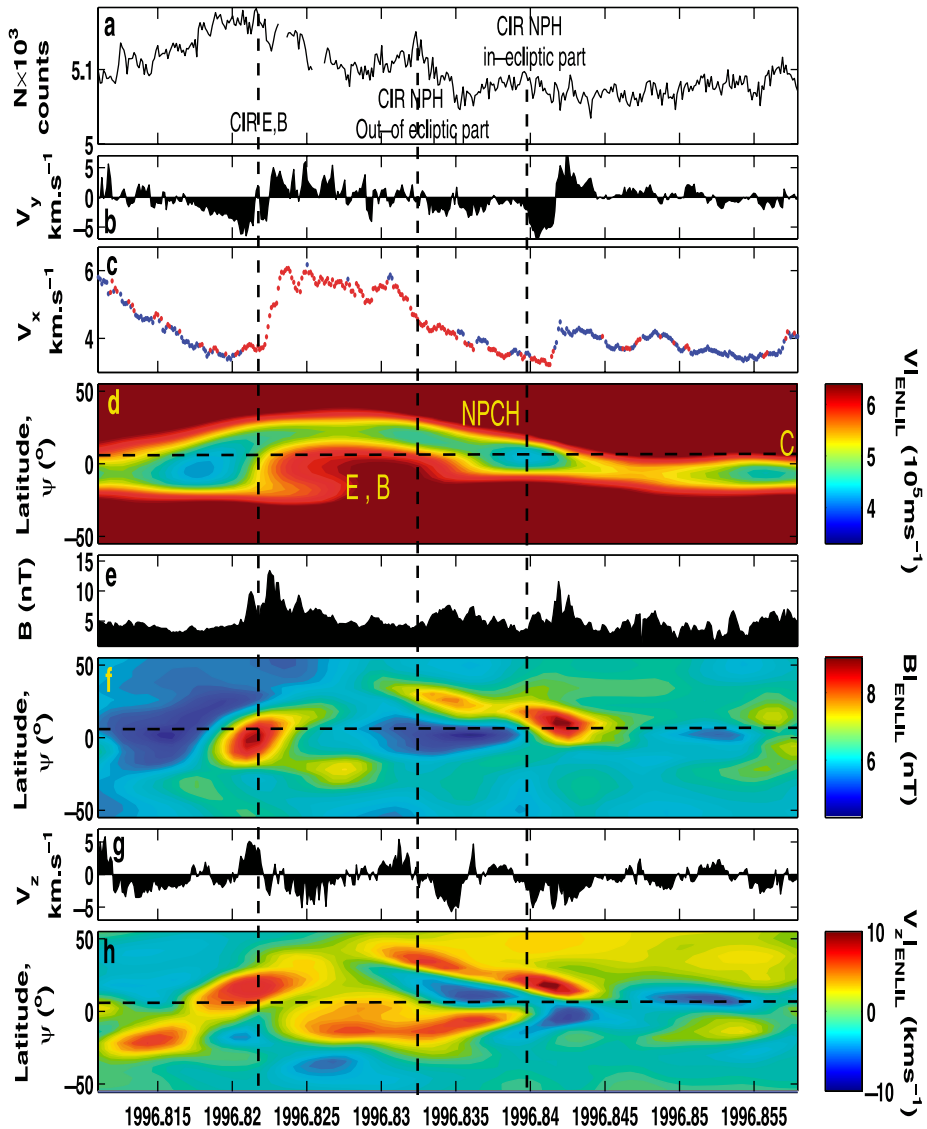 a
N×10³
counts
5.1
5
CIR E,B
CIR NPH
Out–of ecliptic part
CIR NPH
in–ecliptic part
b
V_y
km.s⁻¹
5
0
−5
c
V_x
km.s⁻¹
6
4
d
Latitude,
ψ (°)
50
0
−50
NPCH
E , B
C
V|ENLIL (10⁵ms⁻¹)
6
5
4
e
B (nT)
15
10
5
f
Latitude,
ψ (°)
50
0
−50
B|ENLIL (nT)
8
6
g
V_z
km.s⁻¹
5
0
−5
h
Latitude,
ψ (°)
50
0
−50
V_z|ENLIL (kms⁻¹)
10
0
−10
1996.815 1996.82 1996.825 1996.83 1996.835 1996.84 1996.845 1996.85 1996.855